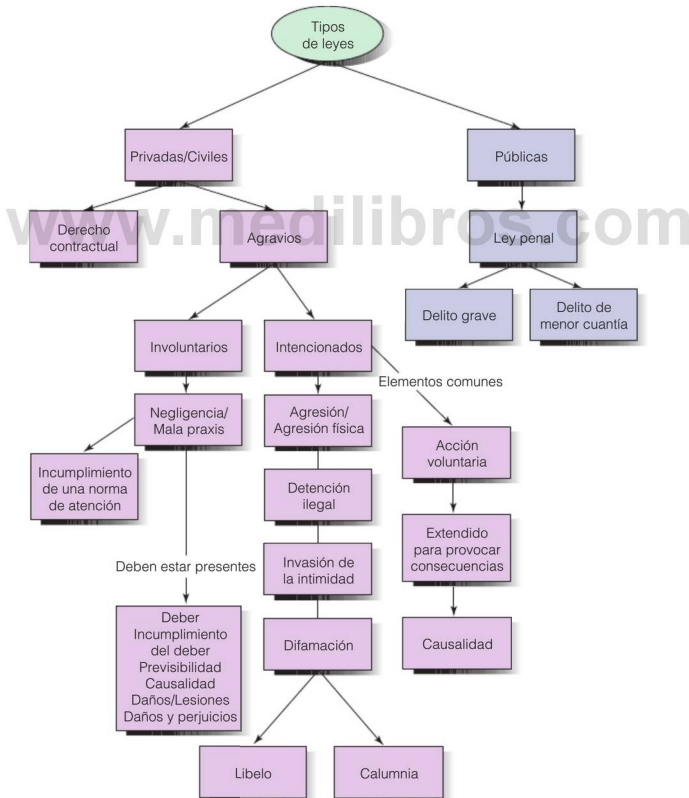 Tipos
de leyes
Privadas/Civiles
Públicas
www.medilibros.com
Derecho
contractual
Agravios
Ley penal
Delito grave
Delito de
menor cuantía
Involuntarios
Intencionados
Elementos comunes
Negligencia/
Mala praxis
Agresión/
Agresión física
Acción
voluntaria
Incumplimiento
de una norma
de atención
Detención
ilegal
Extendido
para provocar
consecuencias
Deben estar presentes
Invasión de
la intimidad
Deber
Incumplimiento
del deber
Previsibilidad
Causalidad
Daños/Lesiones
Daños y perjuicios
Difamación
Causalidad
Libelo
Calumnia